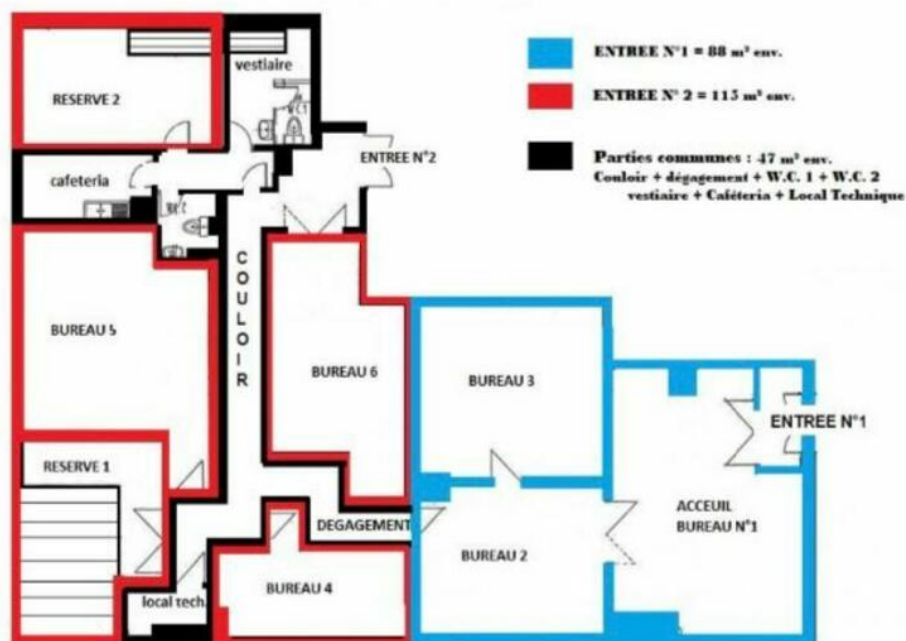 vestiaire
RESERVE 2
W.C 1
ENTREE N°2
cafeteria
W.C 2
COULOIR
BUREAU 5
BUREAU 6
BUREAU 3
ENTREE N°1
RESERVE 1
ACCEUIL
BUREAU N°1
DEGAGEMENT
BUREAU 2
BUREAU 4
local tech.
ENTREE N°1 = 88 m² env.
ENTREE N° 2 = 115 m² env.
Parties communes : 47 m² env.
Couloir + dégagement + W.C. 1 + W.C. 2
vestiaire + Caféteria + Local Technique